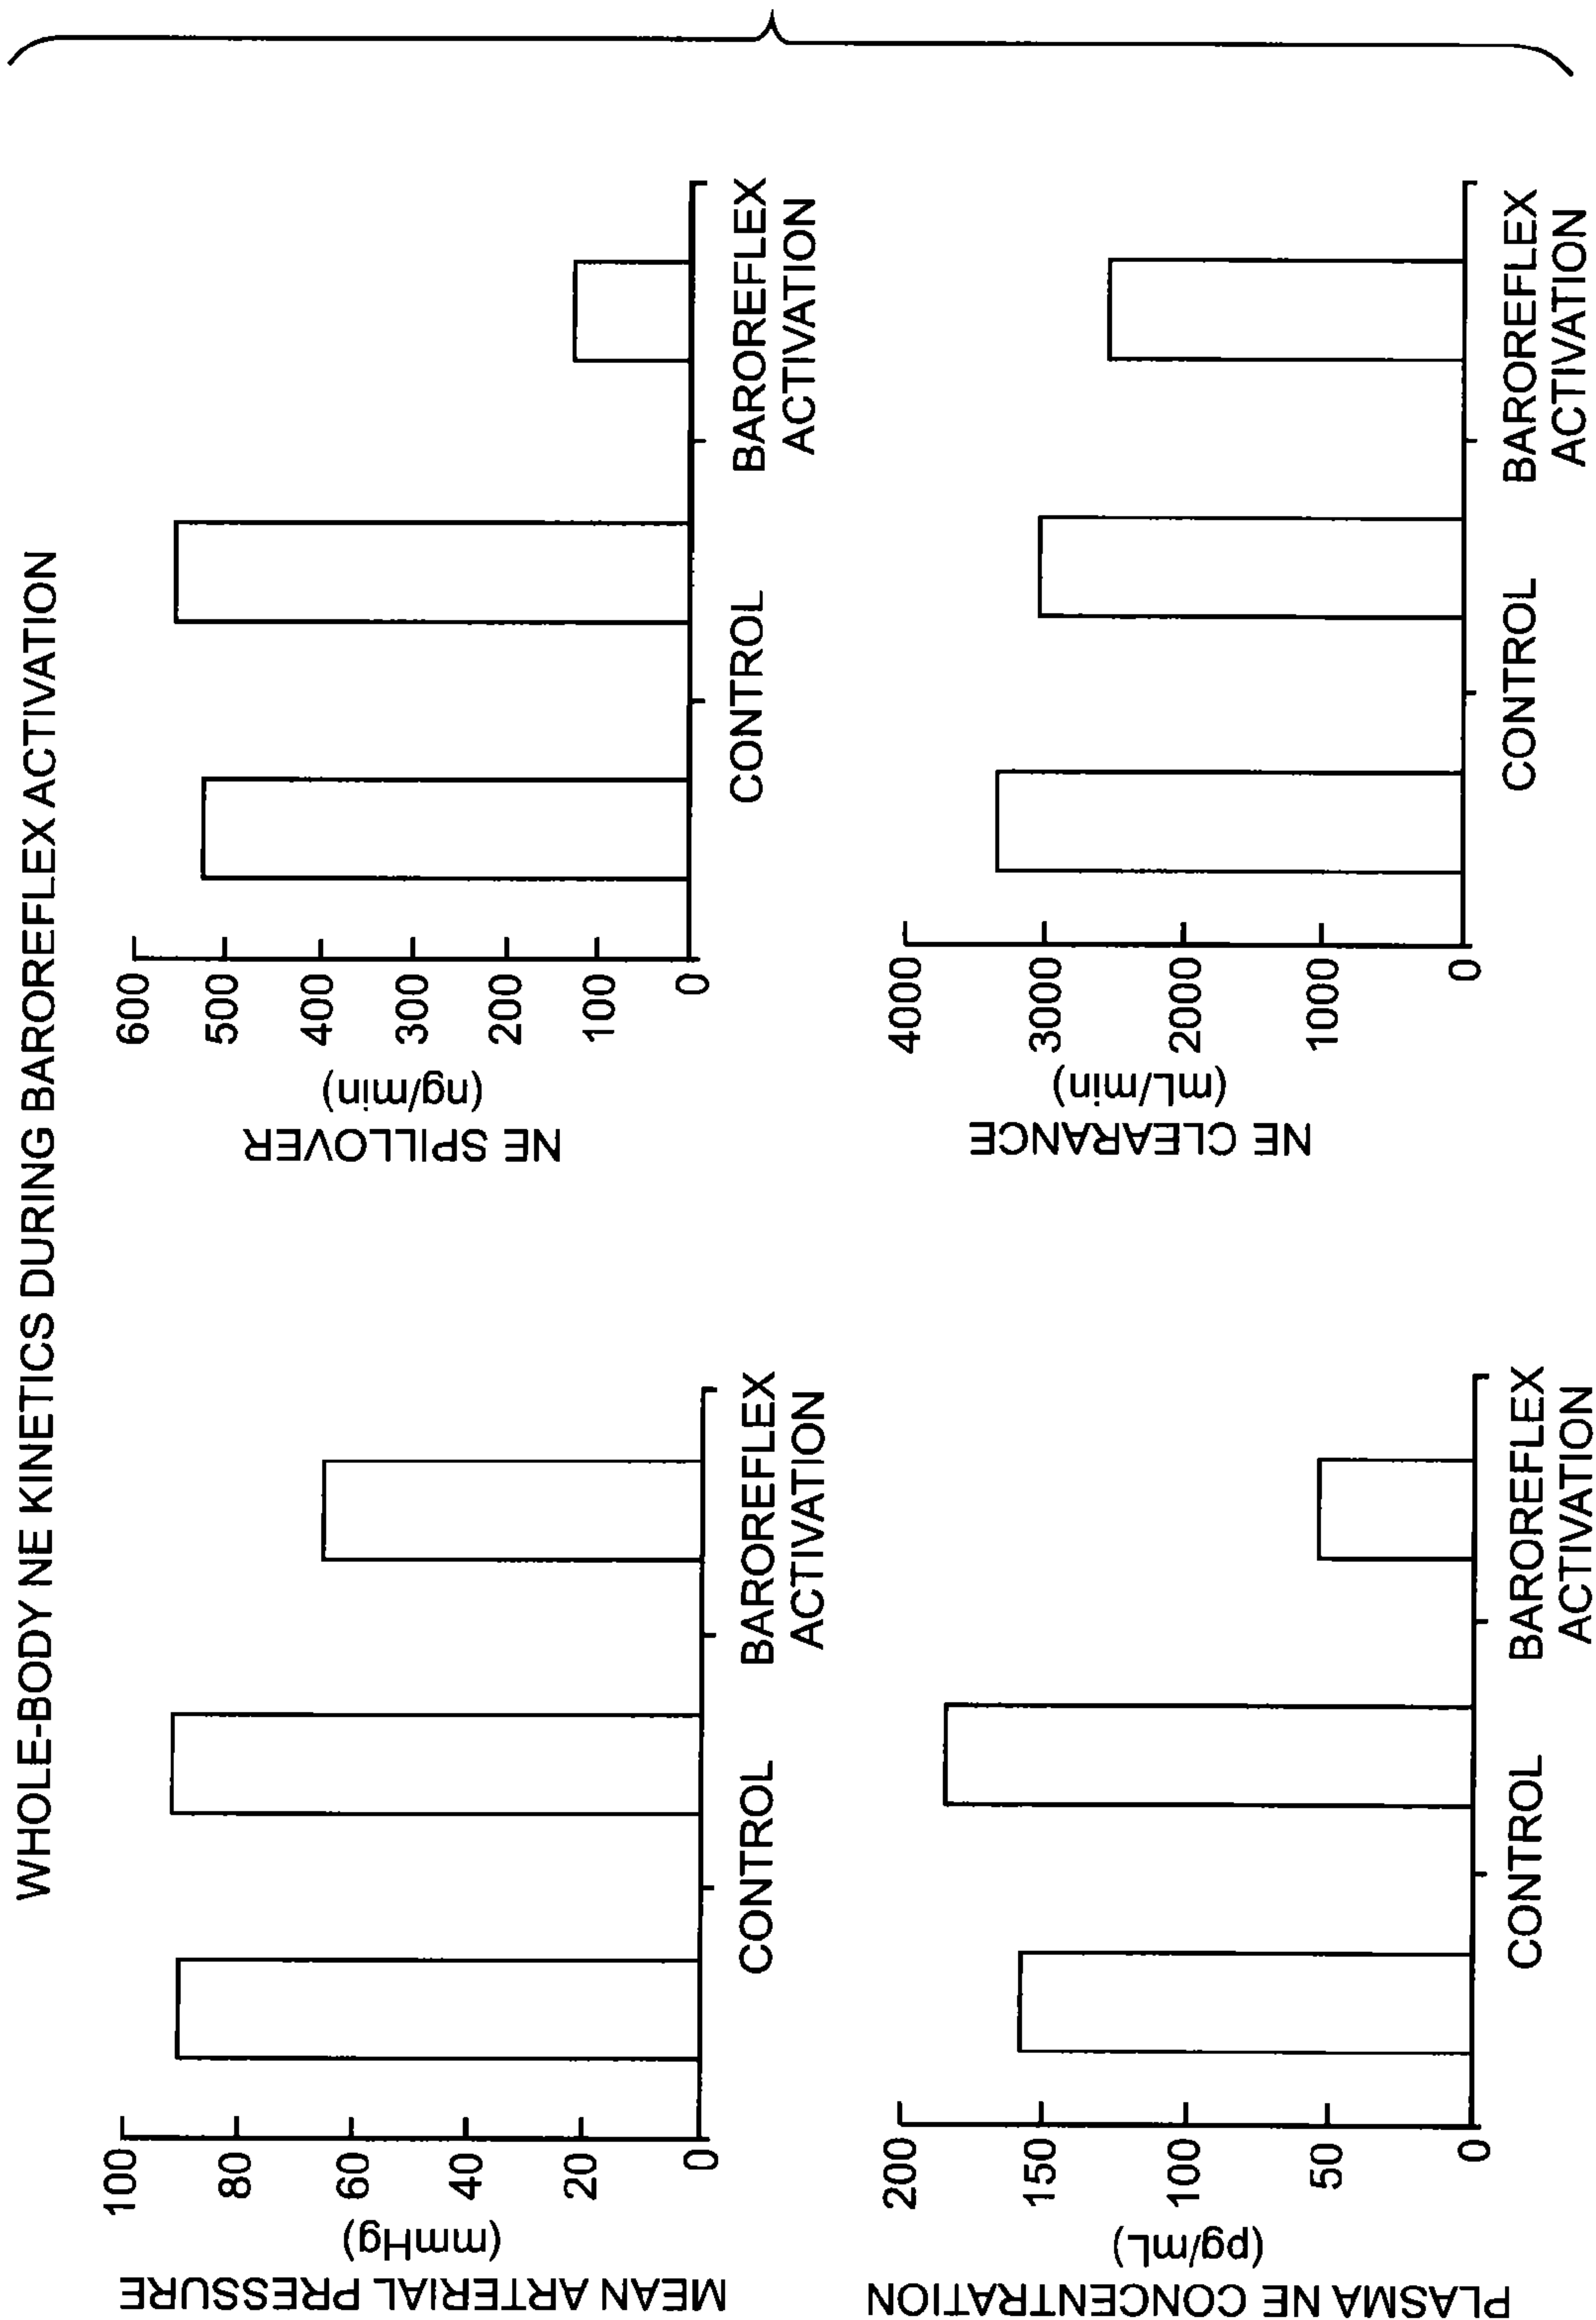 WHOLE-BODY NE KINETICS DURING BAROREFLEX ACTIVATION
MEAN ARTERIAL PRESSURE
(mmHg)
100
80
60
40
20
0
CONTROL
BAROREFLEX
ACTIVATION
NE SPILLOVER
(ng/min)
600
500
400
300
200
100
0
CONTROL
BAROREFLEX
ACTIVATION
PLASMA NE CONCENTRATION
(pg/mL)
200
150
100
50
0
CONTROL
BAROREFLEX
ACTIVATION
NE CLEARANCE
(mL/min)
4000
3000
2000
1000
0
CONTROL
BAROREFLEX
ACTIVATION